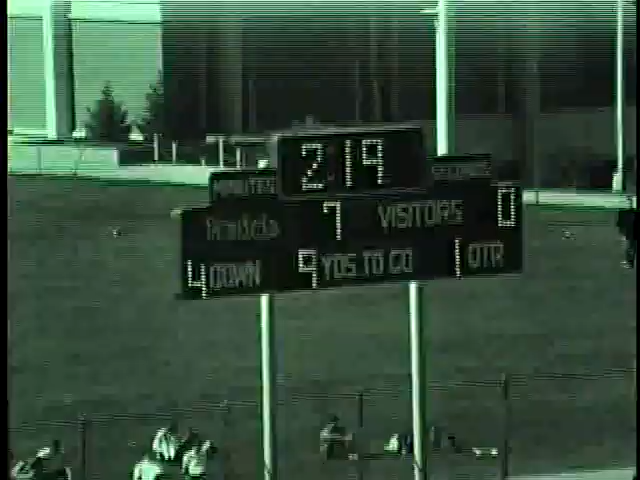 2:19
MINUTES SECONDS
7 VISITORS 0
4 DOWN 9 YDS TO GO 1 QTR